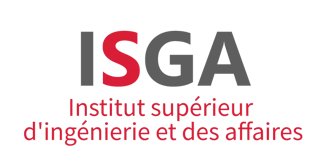 ISGA
Institut supérieur
d'ingénierie et des affaires